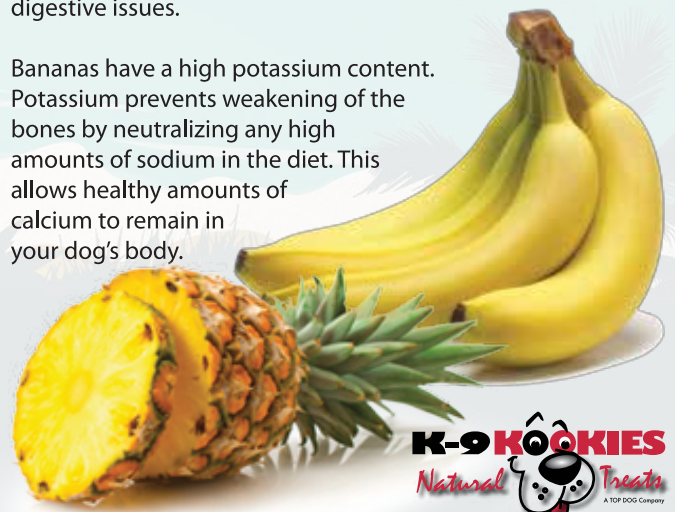 digestive issues.
Bananas have a high potassium content.
Potassium prevents weakening of the
bones by neutralizing any high
amounts of sodium in the diet. This
allows healthy amounts of
calcium to remain in
your dog's body.
K-9 KOOKIES
Natural Treats
A TOP DOG Company